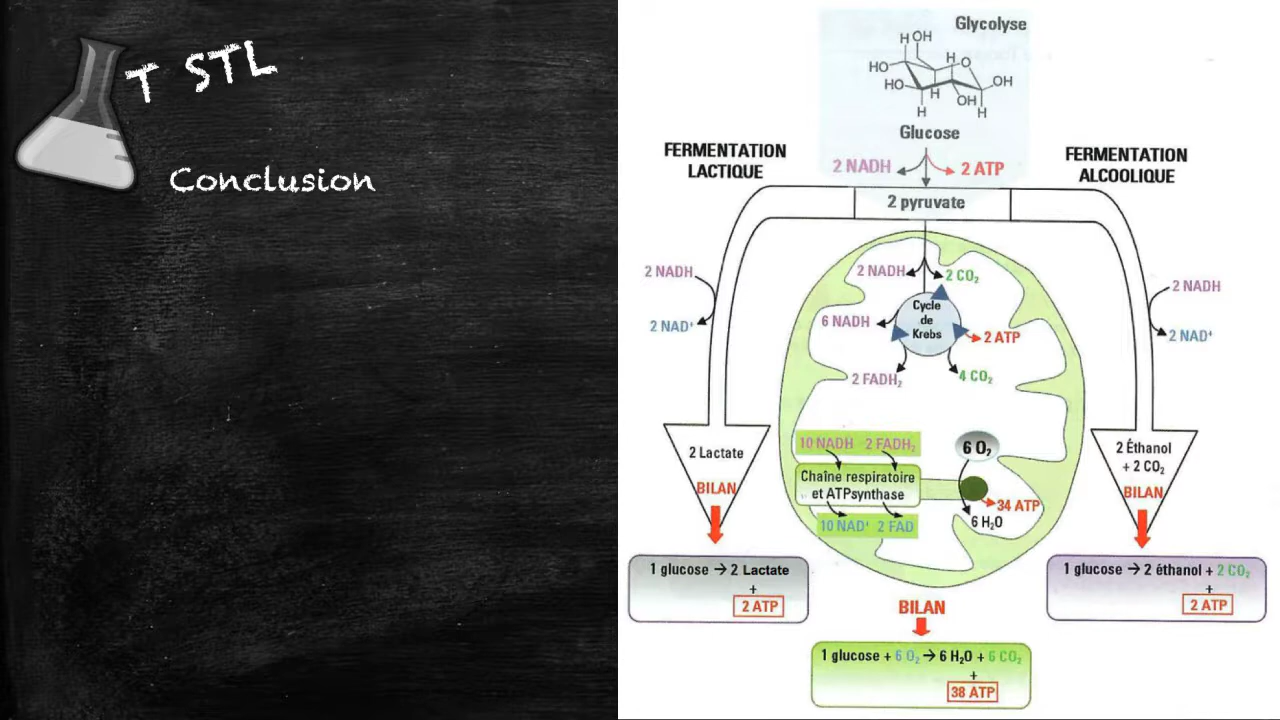 T STL
Conclusion
Glycolyse
H OH
H
O
HO
OH
HO
H
OH
H
H
Glucose
2 NADH
2 ATP
FERMENTATION
LACTIQUE
FERMENTATION
ALCOOLIQUE
2 pyruvate
2 NADH
2 NAD⁺
2 NADH
2 CO₂
Cycle
de
Krebs
6 NADH
2 ATP
2 FADH₂
4 CO₂
2 NADH
2 NAD⁺
2 Lactate
BILAN
10 NADH 2 FADH₂
6 O₂
Chaîne respiratoire
et ATPsynthase
34 ATP
10 NAD⁺ 2 FAD
6 H₂O
2 Éthanol
+ 2 CO₂
BILAN
1 glucose → 2 Lactate
+
2 ATP
BILAN
1 glucose + 6 O₂ → 6 H₂O + 6 CO₂
+
38 ATP
1 glucose → 2 éthanol + 2 CO₂
+
2 ATP